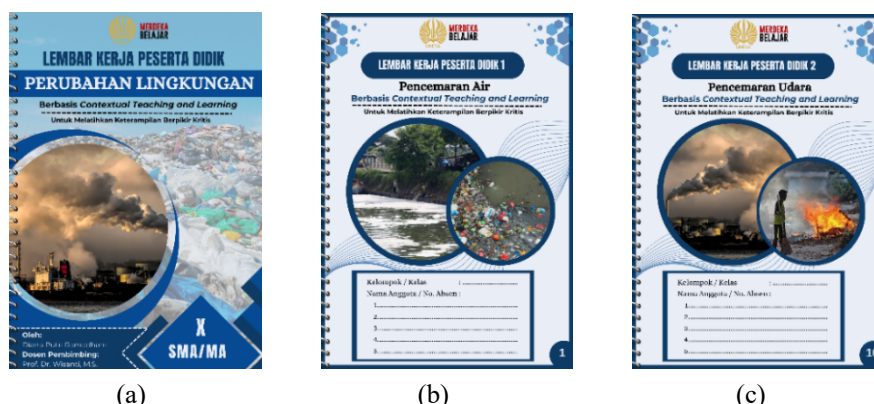 MERDEKA
BELAJAR
LEMBAR KERJA PESERTA DIDIK
PERUBAHAN LINGKUNGAN
Berbasis Contextual Teaching and Learning
Untuk Melatihkan Keterampilan Berpikir Kritis
X
SMA/MA
Oleh:
Dosen Pembimbing:
Prof. Dr. Wisanti, M.S.
(a)
MERDEKA
BELAJAR
LEMBAR KERJA PESERTA DIDIK 1
Pencemaran Air
Berbasis Contextual Teaching and Learning
Untuk Melatihkan Keterampilan Berpikir Kritis
Kelompok / Kelas :
Nama Anggota / No. Absen :
1.
2.
3.
4.
5.
1
(b)
MERDEKA
BELAJAR
LEMBAR KERJA PESERTA DIDIK 2
Pencemaran Udara
Berbasis Contextual Teaching and Learning
Untuk Melatihkan Keterampilan Berpikir Kritis
Kelompok / Kelas :
Nama Anggota / No. Absen :
1.
2.
3.
4.
5.
(c)